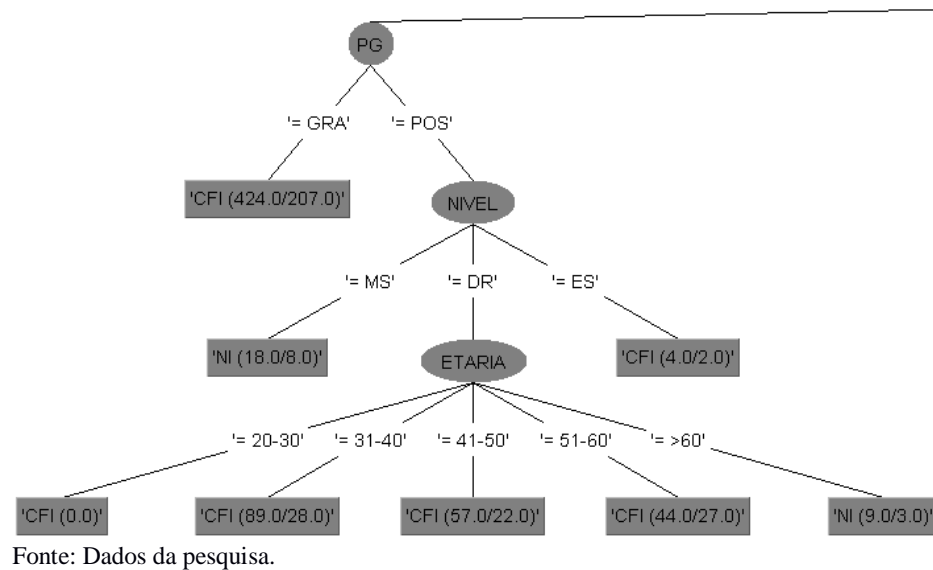 PG
'= GRA' '= POS'
'CFI (424.0/207.0)' NIVEL
'= MS' '= DR' '= ES'
'NI (18.0/8.0)' ETARIA 'CFI (4.0/2.0)'
'= 20-30' '= 31-40' '= 41-50' '= 51-60' '= >60'
'CFI (0.0)' 'CFI (89.0/28.0)' 'CFI (57.0/22.0)' 'CFI (44.0/27.0)' 'NI (9.0/3.0)'
Fonte: Dados da pesquisa.